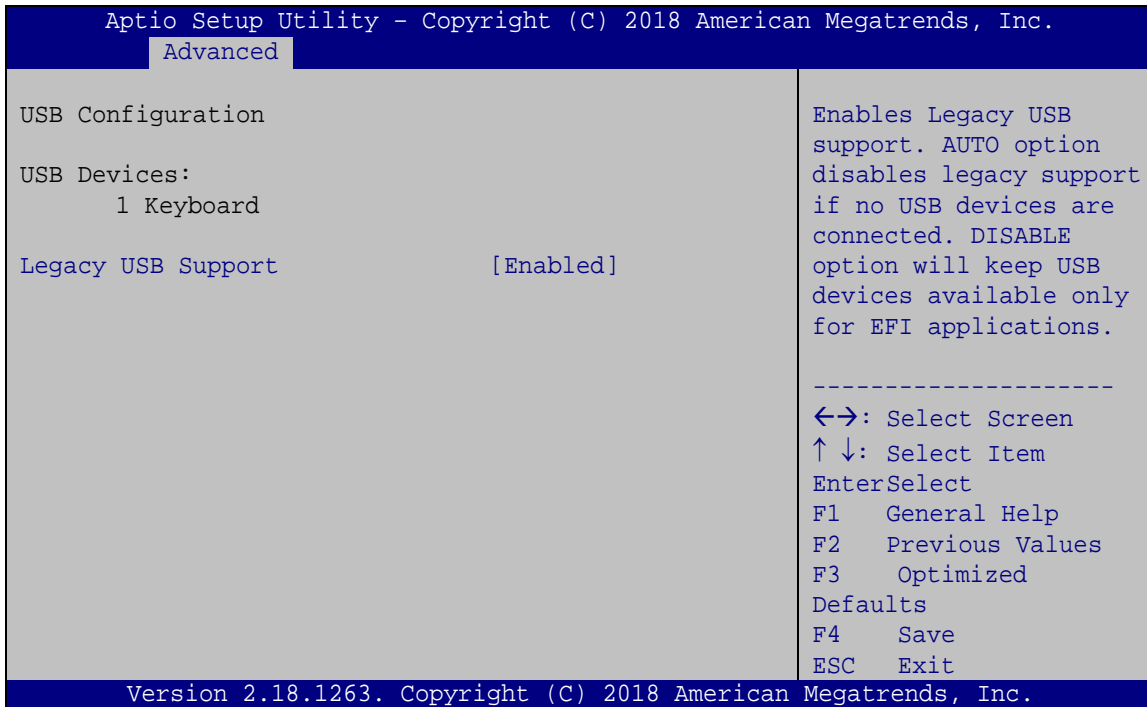 Aptio Setup Utility – Copyright (C) 2018 American Megatrends, Inc.
Advanced
USB Configuration
USB Devices:
1 Keyboard
Legacy USB Support [Enabled]
Enables Legacy USB
support. AUTO option
disables legacy support
if no USB devices are
connected. DISABLE
option will keep USB
devices available only
for EFI applications.
---------------------
←→: Select Screen
↑ ↓: Select Item
EnterSelect
F1 General Help
F2 Previous Values
F3 Optimized
Defaults
F4 Save
ESC Exit
Version 2.18.1263. Copyright (C) 2018 American Megatrends, Inc.